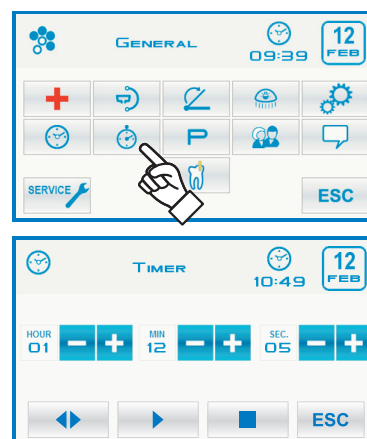 GENERAL
09:39
12
FEB
P
SERVICE
ESC
TIMER
10:49
12
FEB
HOUR
01
MIN
12
SEC.
05
ESC